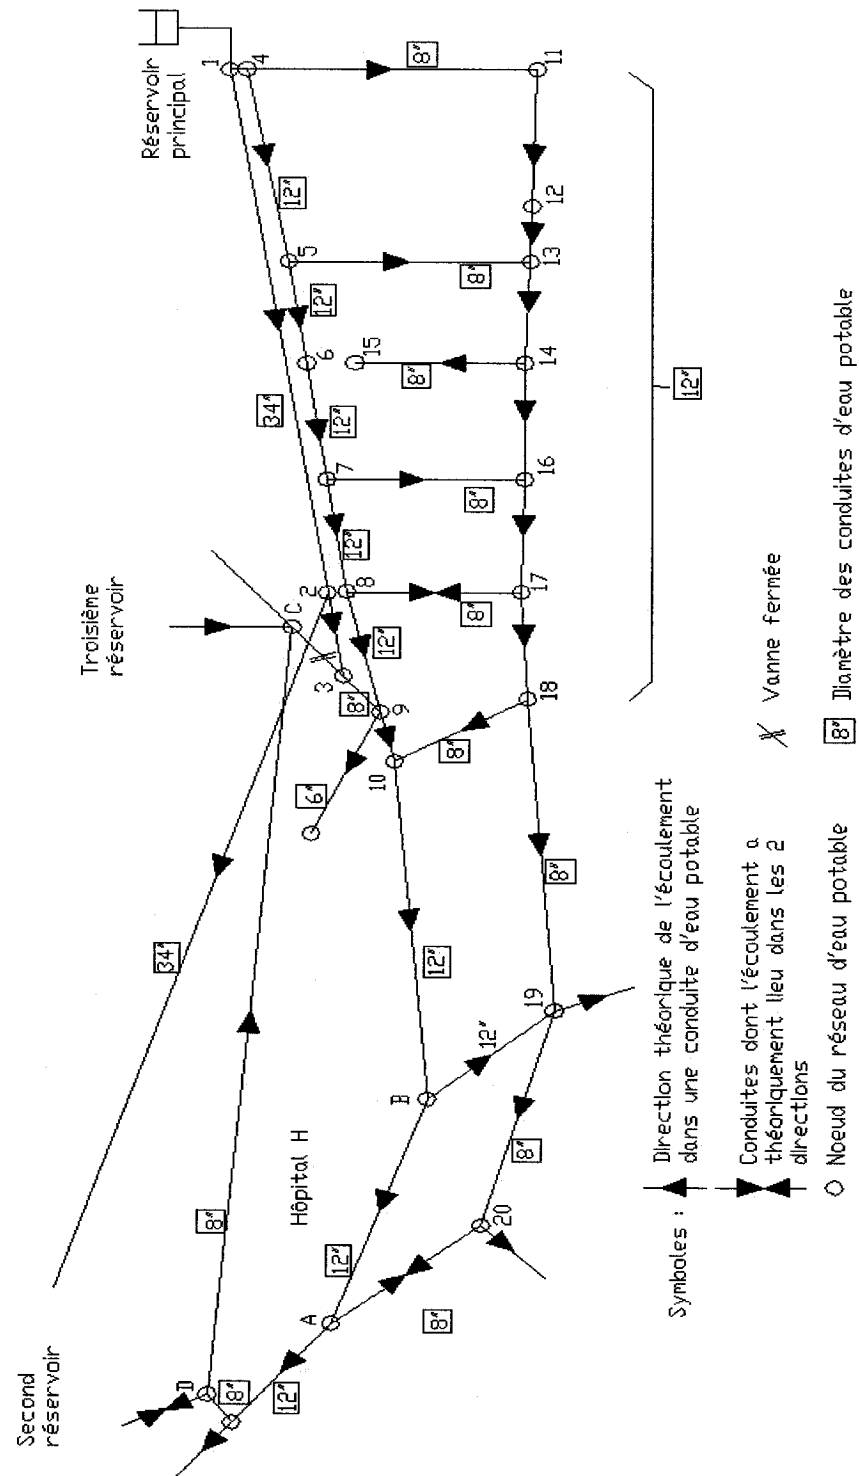 Réservoir
principal
1
4
8"
11
12"
12
5
8"
13
12"
6
15
8"
14
34"
12"
7
8"
16
12"
12"
2
8
8"
17
Troisième
réservoir
C
12"
3
8"
9
18
8"
10
6"
34"
12"
8"
19
12"
B
Hôpital H
8"
8"
20
12"
A
8"
Second
réservoir
D
8"
12"
Symboles :
Direction théorique de l'écoulement
dans une conduite d'eau potable
Conduites dont l'écoulement a
théoriquement lieu dans les 2
directions
Noeud du réseau d'eau potable
Vanne fermée
8" Diamètre des conduites d'eau potable